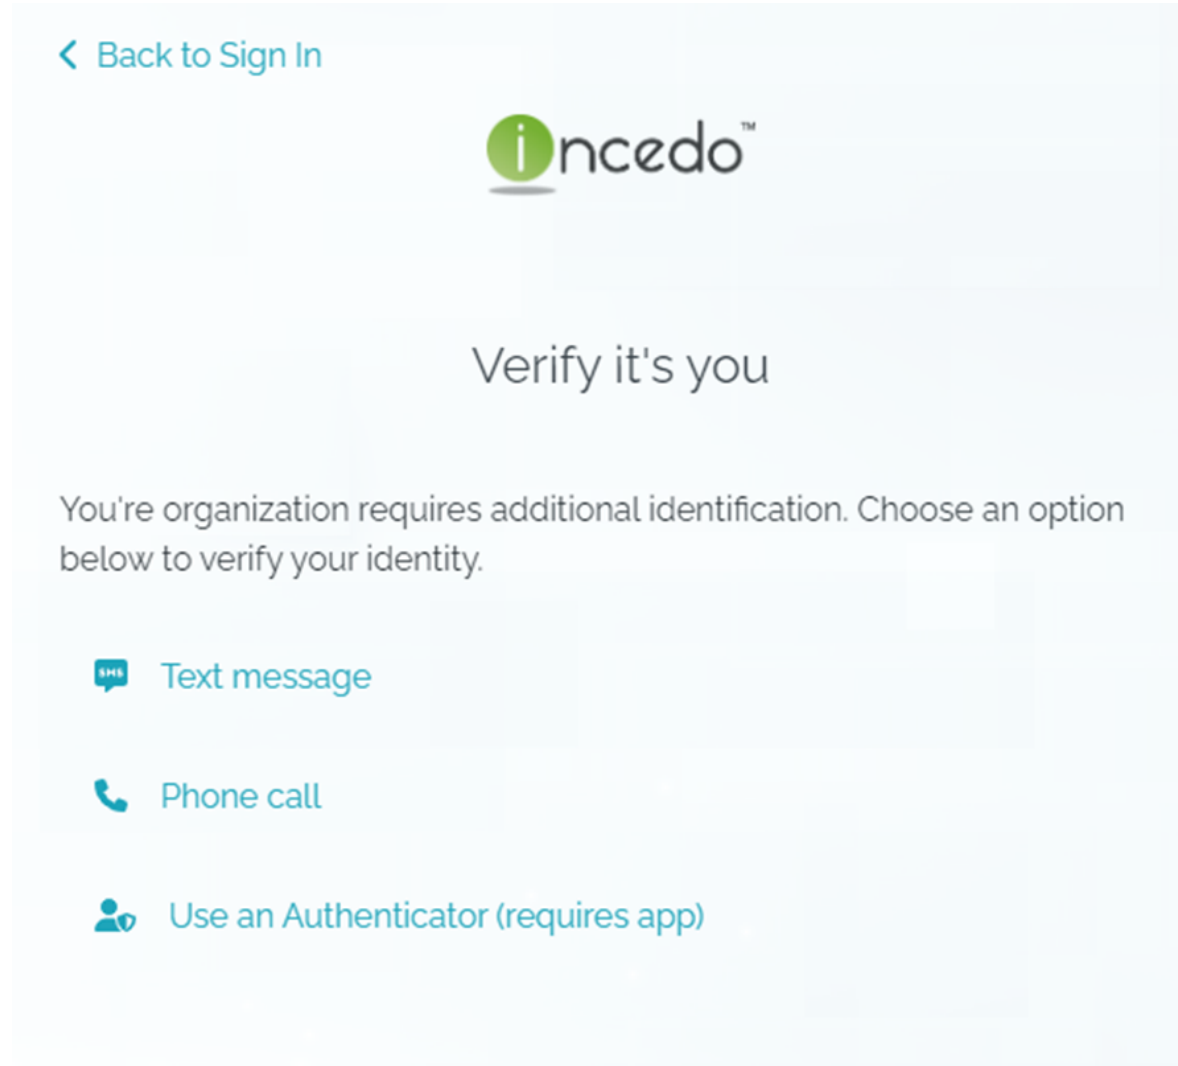 Back to Sign In
incedo™
Verify it's you
You're organization requires additional identification. Choose an option
below to verify your identity.
SMS
Text message
Phone call
Use an Authenticator (requires app)